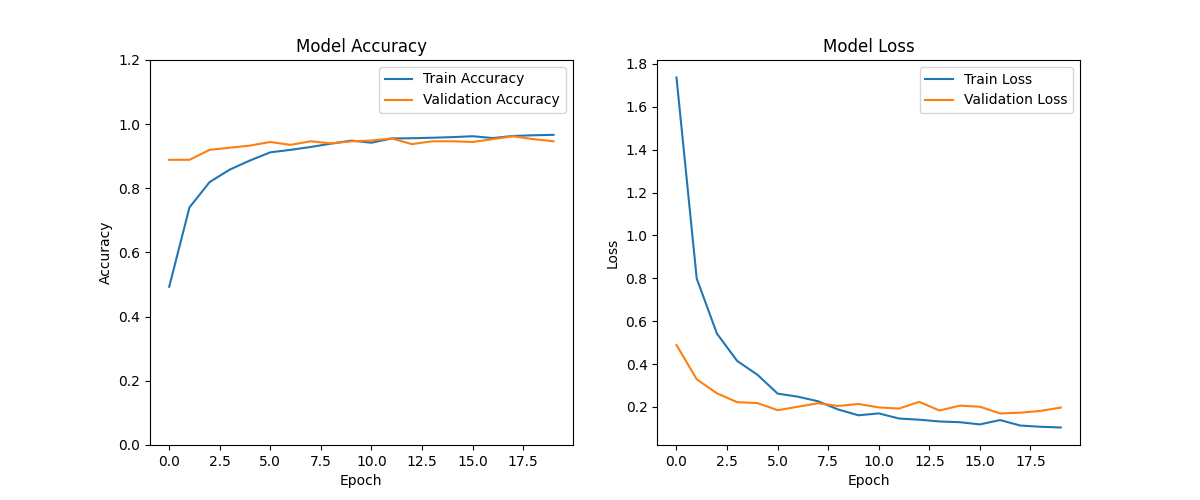 Model Accuracy
1.2
1.0
0.8
0.6
0.4
0.2
0.0
Accuracy
0.0 2.5 5.0 7.5 10.0 12.5 15.0 17.5
Epoch
Train Accuracy
Validation Accuracy
Model Loss
1.8
1.6
1.4
1.2
1.0
0.8
0.6
0.4
0.2
Loss
0.0 2.5 5.0 7.5 10.0 12.5 15.0 17.5
Epoch
Train Loss
Validation Loss